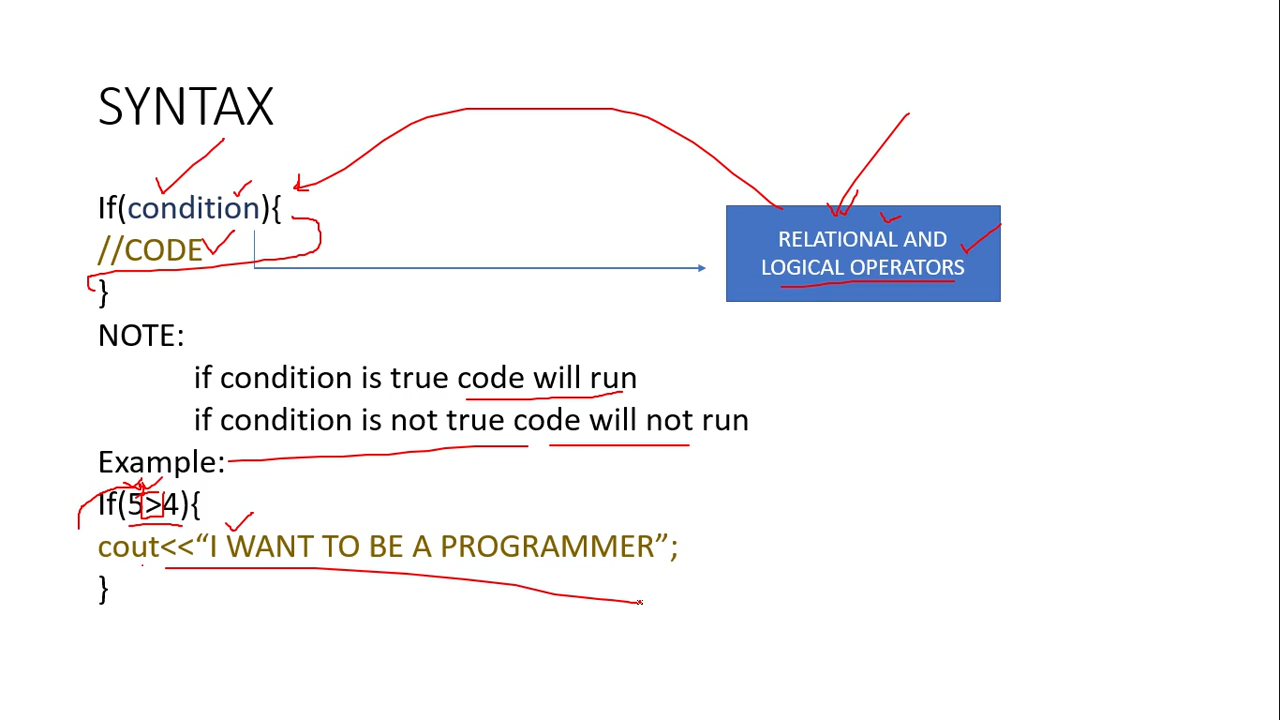 SYNTAX
If(condition){
//CODE
}
RELATIONAL AND
LOGICAL OPERATORS
NOTE:
if condition is true code will run
if condition is not true code will not run
Example:
If(5>4){
cout<<“I WANT TO BE A PROGRAMMER”;
}